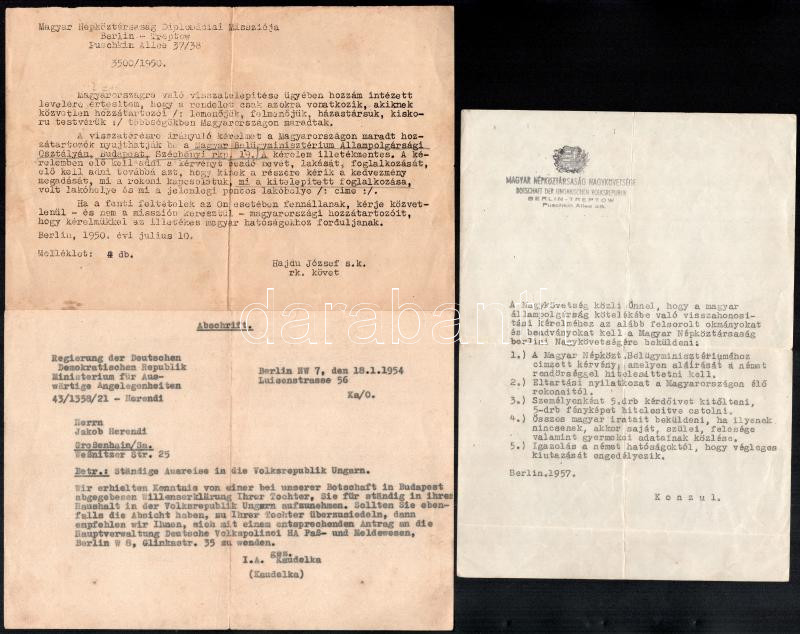 Magyar Népköztársaság Diplomáciai Missziója
Berlin - Treptow
Puschkin Allee 37/38
3500/1950.
Magyarországra való visszatelepítése ügyében hozzám intézett
levelére értesitem, hogy a rendelet csak azokra vonatkozik, akiknek
közvetlen hozzátartozói /: lemenőjük, felmenőjük, házastársuk, kisko-
ru testvérük :/ többségükben Magyarországon maradtak.
A visszatérésre irányuló kérelmet a Magyarországon maradt hoz-
zátartozók nyujthatják be a Magyar Belügyminisztérium Állampolgársági
Osztályán, Budapest, Széchényi rkp. 19./A kérelem illetékmentes. A ké-
relemben elő kell adni a kérvényt beadó nevét, lakását, foglalkozását,
elő kell adni továbbá azt, hogy kinek a részére kérik a kedvezmény
megadását, mi a rokoni kapcsolatuk, mi a kitelepitett foglalkozása,
volt lakóhelye és mi a jelenlegi pontos lakóhelye /: cime :/.
Ha a fenti feltételek az Ön esetében fennállanak, kérje közvet-
lenül - és nem a misszión keresztül - magyarországi hozzátartozóit,
hogy kérelmükkel az illetékes magyar hatóságokhoz forduljanak.
Berlin, 1950. évi julius 10.
Melléklet: 4 db.
Hajdu József s.k.
rk. követ
Abschrift.
Regierung der Deutschen
Demokratischen Republik
Ministerium für Aus-
wärtige Angelegenheiten
43/1358/21 - Herendi
Berlin NW 7, den 18.1.1954
Luisenstrasse 56
Ka/O.
Herrn
Jakob Herendi
Großenhain/Sa.
Weßnitzer Str. 25
Betr.: Ständige Ausreise in die Volksrepublik Ungarn.
Wir erhielten Kenntnis von einer bei unserer Botschaft in Budapest
abgegebenen Willenserklärung Ihrer Tochter, Sie für ständig in ihren
Haushalt in der Volksrepublik Ungarn aufzunehmen. Sollten Sie eben-
falls die Absicht haben, zu Ihrer Tochter überzusiedeln, dann
empfehlen wir Ihnen, sich mit einem entsprechenden Antrag an die
Hauptverwaltung Deutsche Volkspolizei HA Paß- und Meldewesen,
Berlin W 8, Glinkastr. 35 zu wenden.
gez.
I.A. Kaudelka
(Kaudelka)
MAGYAR NÉPKÖZTÁRSASÁG NAGYKÖVETSÉGE
BOTSCHAFT DER UNGARISCHEN VOLKSREPUBLIK
BERLIN-TREPTOW
Puschkin Allee
A Nagykövetség közli Önnel, hogy a magyar
állampolgárság kötelékébe való visszahonosi-
tási kérelméhez az alább felsorolt okmányokat
és beadványokat kell a Magyar Népköztársaság
berlini Nagykövetségére beküldeni:
1.) A Magyar Népközt. Belügyminisztériumához
cimzett kérvény, amelyen aláirását a német
rendőrséggel hitelesittetni kell.
2.) Eltartási nyilatkozat a Magyarországon élő
rokonaitól.
3.) Személyenként 5.drb kérdőivet kitölteni,
5-drb fényképet hitelesitve csatolni.
4.) Összes magyar iratait beküldeni, ha ilyenek
nincsenek, akkor saját, szülei, felesége
valamint gyermekei adatainak közlése.
5.) Igazolás a német hatóságoktól, hogy végleges
kiutazását engedélyezik.
Berlin.1957.
Konzul.
darabanth